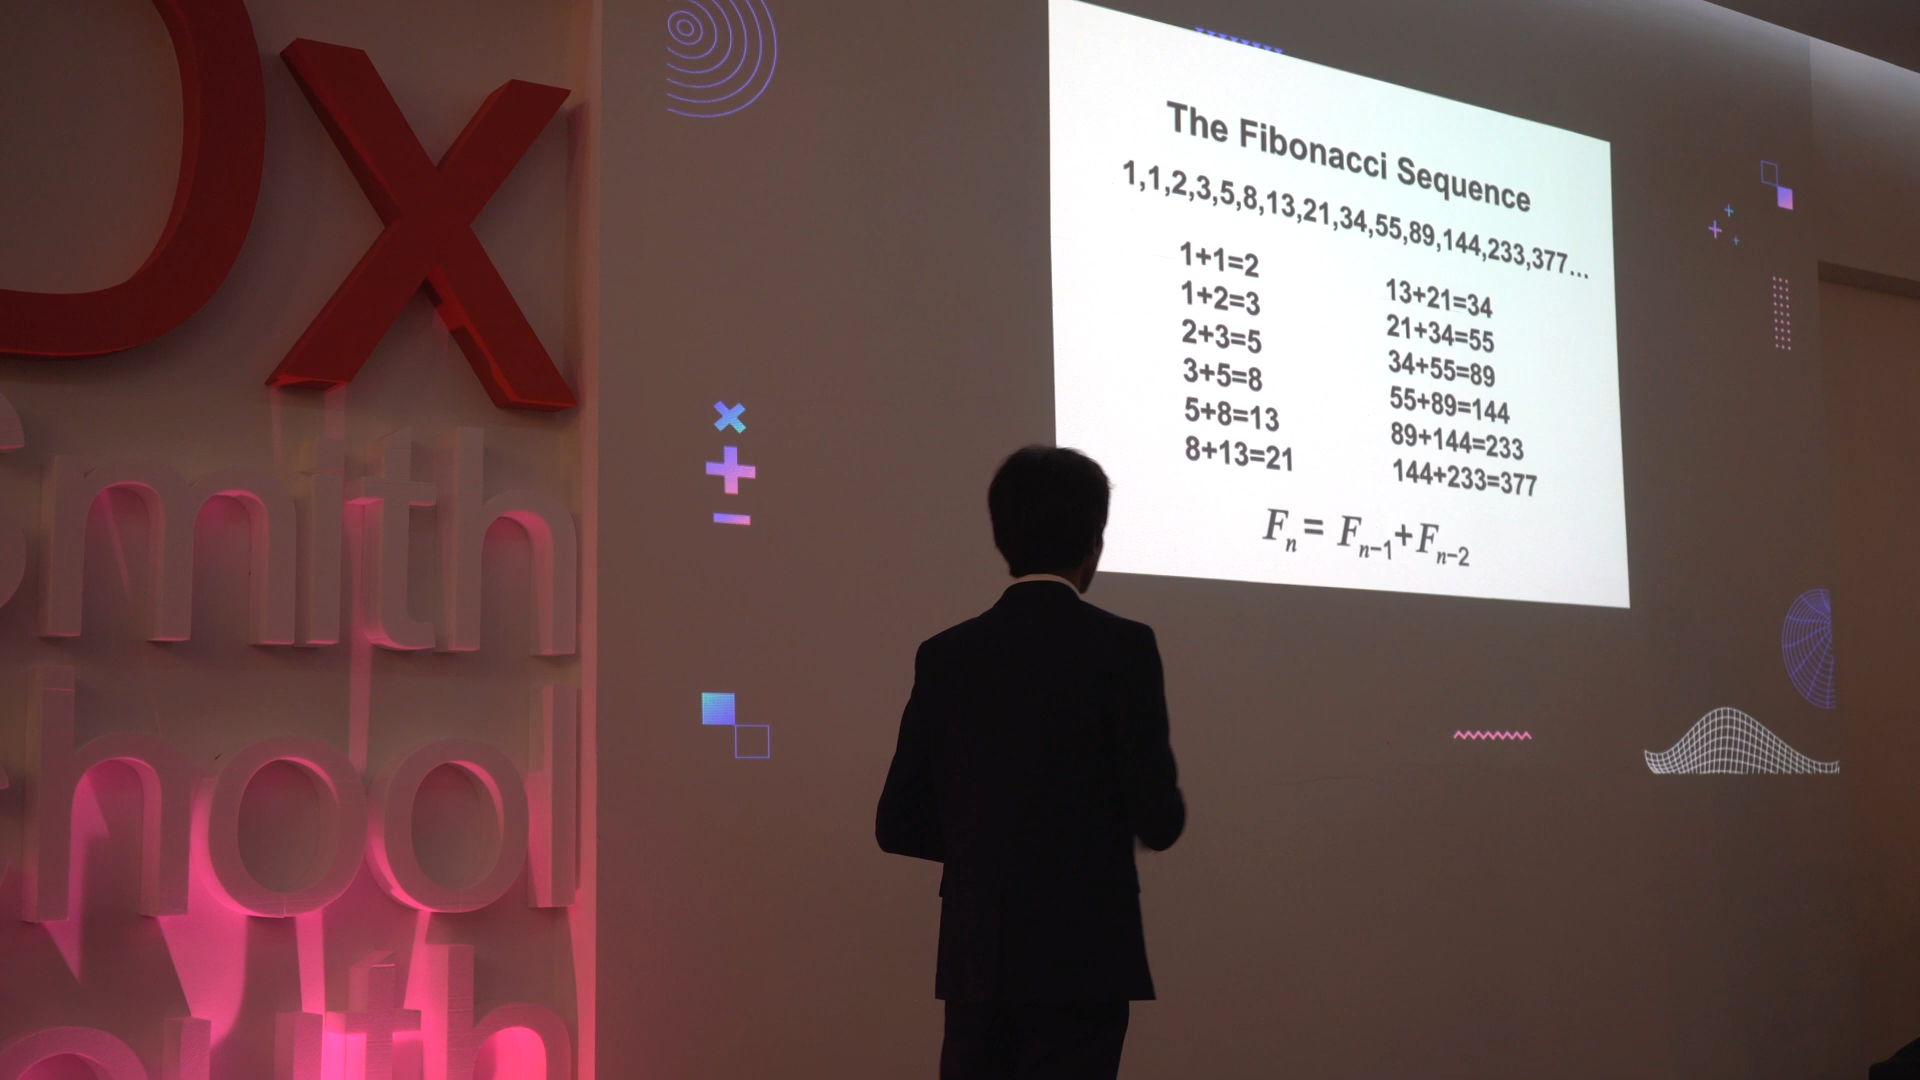 Dx
mith
hool
uth
The Fibonacci Sequence
1,1,2,3,5,8,13,21,34,55,89,144,233,377...
1+1=2
1+2=3
2+3=5
3+5=8
5+8=13
8+13=21
13+21=34
21+34=55
34+55=89
55+89=144
89+144=233
144+233=377
Fn = Fn−1+Fn−2